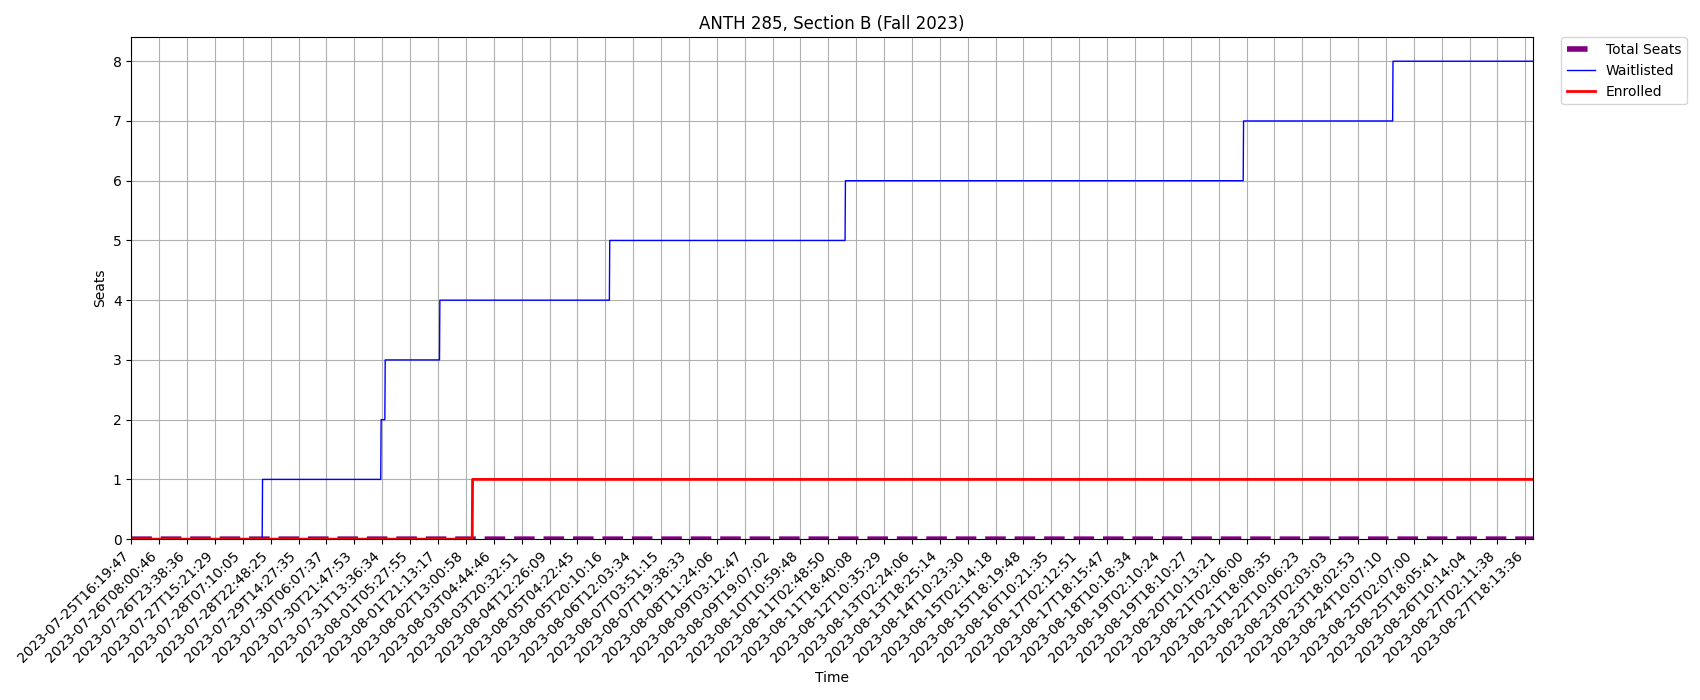 ANTH 285, Section B (Fall 2023)
Total Seats
Waitlisted
Enrolled
Seats
8
7
6
5
4
3
2
1
0
2023-07-25T16:19:47
2023-07-26T08:00:46
2023-07-26T23:38:36
2023-07-27T15:21:29
2023-07-28T07:10:05
2023-07-28T22:48:25
2023-07-29T14:27:35
2023-07-30T06:07:37
2023-07-30T21:47:53
2023-07-31T13:36:34
2023-08-01T05:27:55
2023-08-01T21:13:17
2023-08-02T13:00:58
2023-08-03T04:44:46
2023-08-03T20:32:51
2023-08-04T12:26:09
2023-08-05T04:22:45
2023-08-05T20:10:16
2023-08-06T12:03:34
2023-08-07T03:51:15
2023-08-07T19:38:33
2023-08-08T11:24:06
2023-08-09T03:12:47
2023-08-09T19:07:02
2023-08-10T10:59:48
2023-08-11T02:48:50
2023-08-11T18:40:08
2023-08-12T10:35:29
2023-08-13T02:24:06
2023-08-13T18:25:14
2023-08-14T10:23:30
2023-08-15T02:14:18
2023-08-15T18:19:48
2023-08-16T10:21:35
2023-08-17T02:12:51
2023-08-17T18:15:47
2023-08-18T10:18:34
2023-08-19T02:10:24
2023-08-19T18:10:27
2023-08-20T10:13:21
2023-08-21T02:06:00
2023-08-21T18:08:35
2023-08-22T10:06:23
2023-08-23T02:03:03
2023-08-23T18:02:53
2023-08-24T10:07:10
2023-08-25T02:07:00
2023-08-25T18:05:41
2023-08-26T10:14:04
2023-08-27T02:11:38
2023-08-27T18:13:36
Time